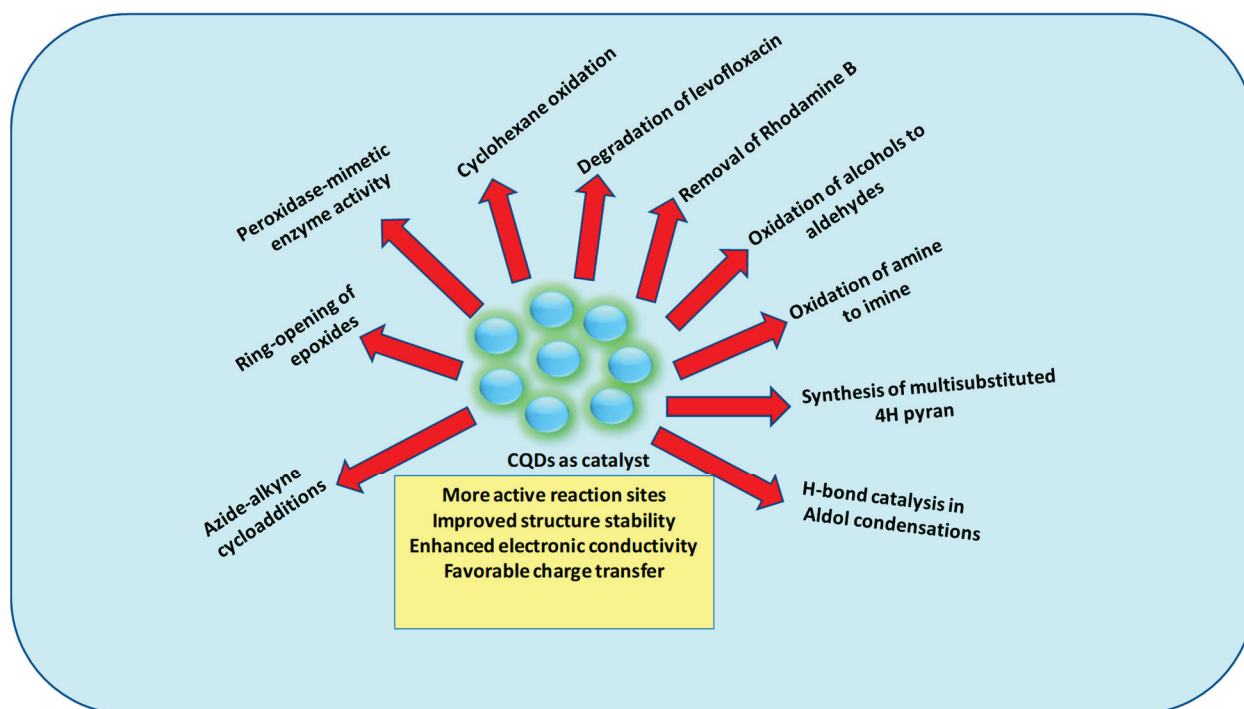 Azide-alkyne
cycloadditions
Ring-opening of
epoxides
Peroxidase-mimetic
enzyme activity
Cyclohexane oxidation
Degradation of levofloxacin
Removal of Rhodamine B
Oxidation of alcohols to
aldehydes
Oxidation of amine
to imine
Synthesis of multisubstituted
4H pyran
H-bond catalysis in
Aldol condensations
CQDs as catalyst
More active reaction sites
Improved structure stability
Enhanced electronic conductivity
Favorable charge transfer